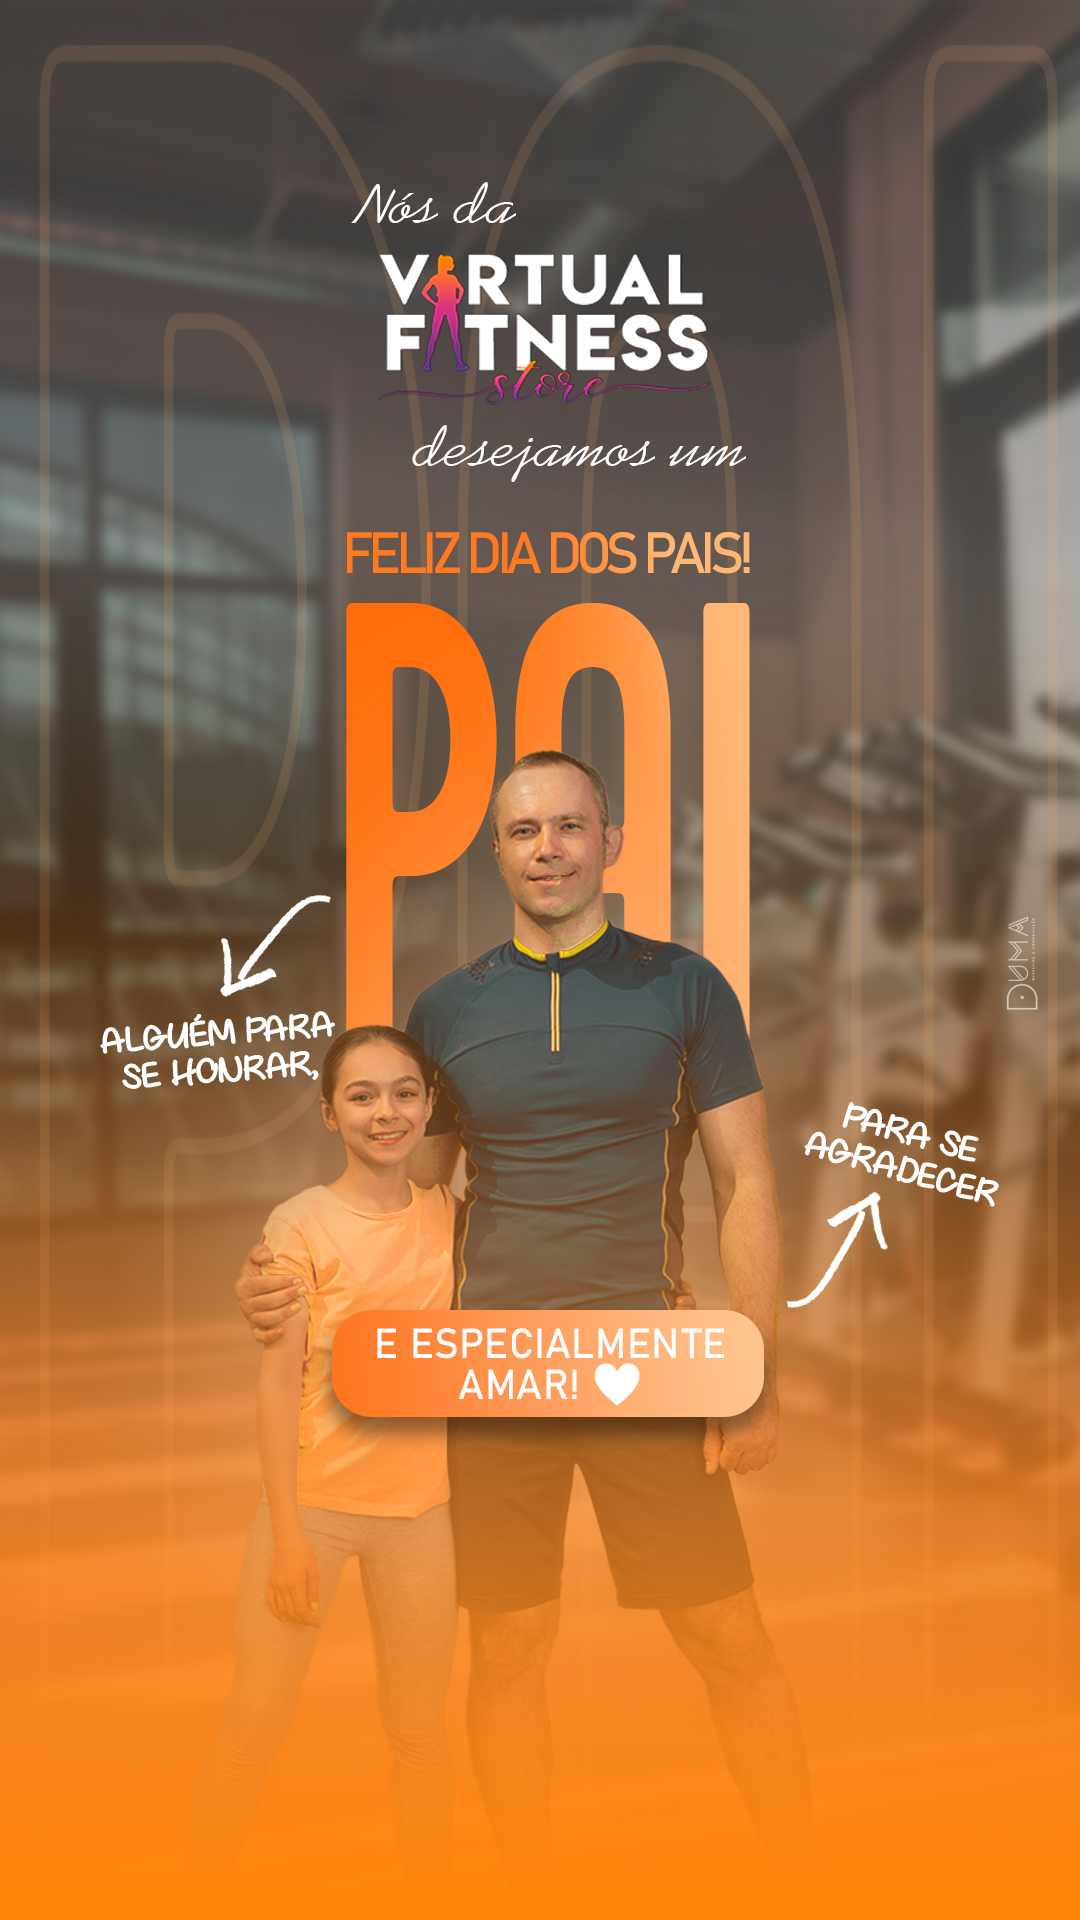 Nós da
VIRTUAL
FITNESS
store
desejamos um
FELIZ DIA DOS PAIS!
PAI
ALGUÉM PARA
SE HONRAR,
PARA SE
AGRADECER
E ESPECIALMENTE
AMAR!
DUMA